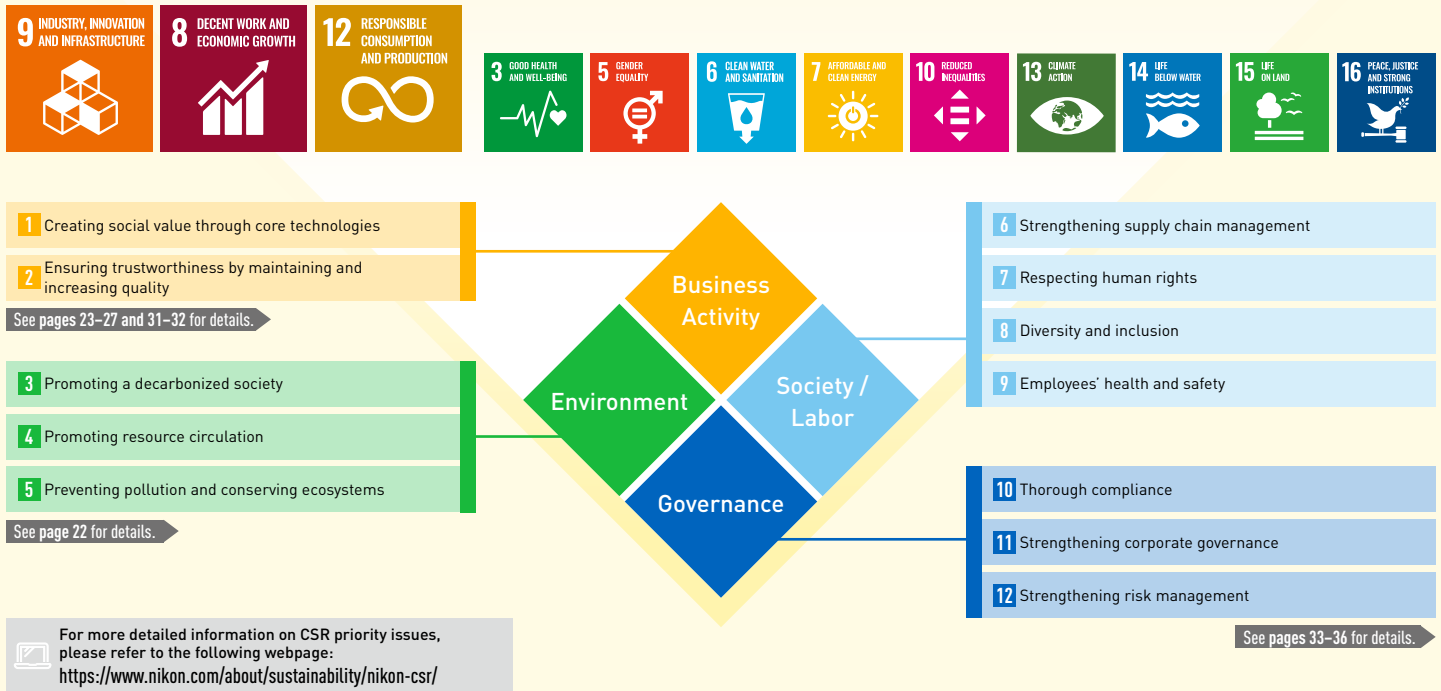 9 INDUSTRY, INNOVATION
AND INFRASTRUCTURE
8 DECENT WORK AND
ECONOMIC GROWTH
12 RESPONSIBLE
CONSUMPTION
AND PRODUCTION
3 GOOD HEALTH
AND WELL-BEING
5 GENDER
EQUALITY
6 CLEAN WATER
AND SANITATION
7 AFFORDABLE AND
CLEAN ENERGY
10 REDUCED
INEQUALITIES
13 CLIMATE
ACTION
14 LIFE
BELOW WATER
15 LIFE
ON LAND
16 PEACE, JUSTICE
AND STRONG
INSTITUTIONS
1 Creating social value through core technologies
2 Ensuring trustworthiness by maintaining and
increasing quality
See pages 23–27 and 31–32 for details.
3 Promoting a decarbonized society
4 Promoting resource circulation
5 Preventing pollution and conserving ecosystems
See page 22 for details.
Business
Activity
Environment
Society /
Labor
Governance
6 Strengthening supply chain management
7 Respecting human rights
8 Diversity and inclusion
9 Employees’ health and safety
10 Thorough compliance
11 Strengthening corporate governance
12 Strengthening risk management
See pages 33–36 for details.
For more detailed information on CSR priority issues,
please refer to the following webpage:
https://www.nikon.com/about/sustainability/nikon-csr/